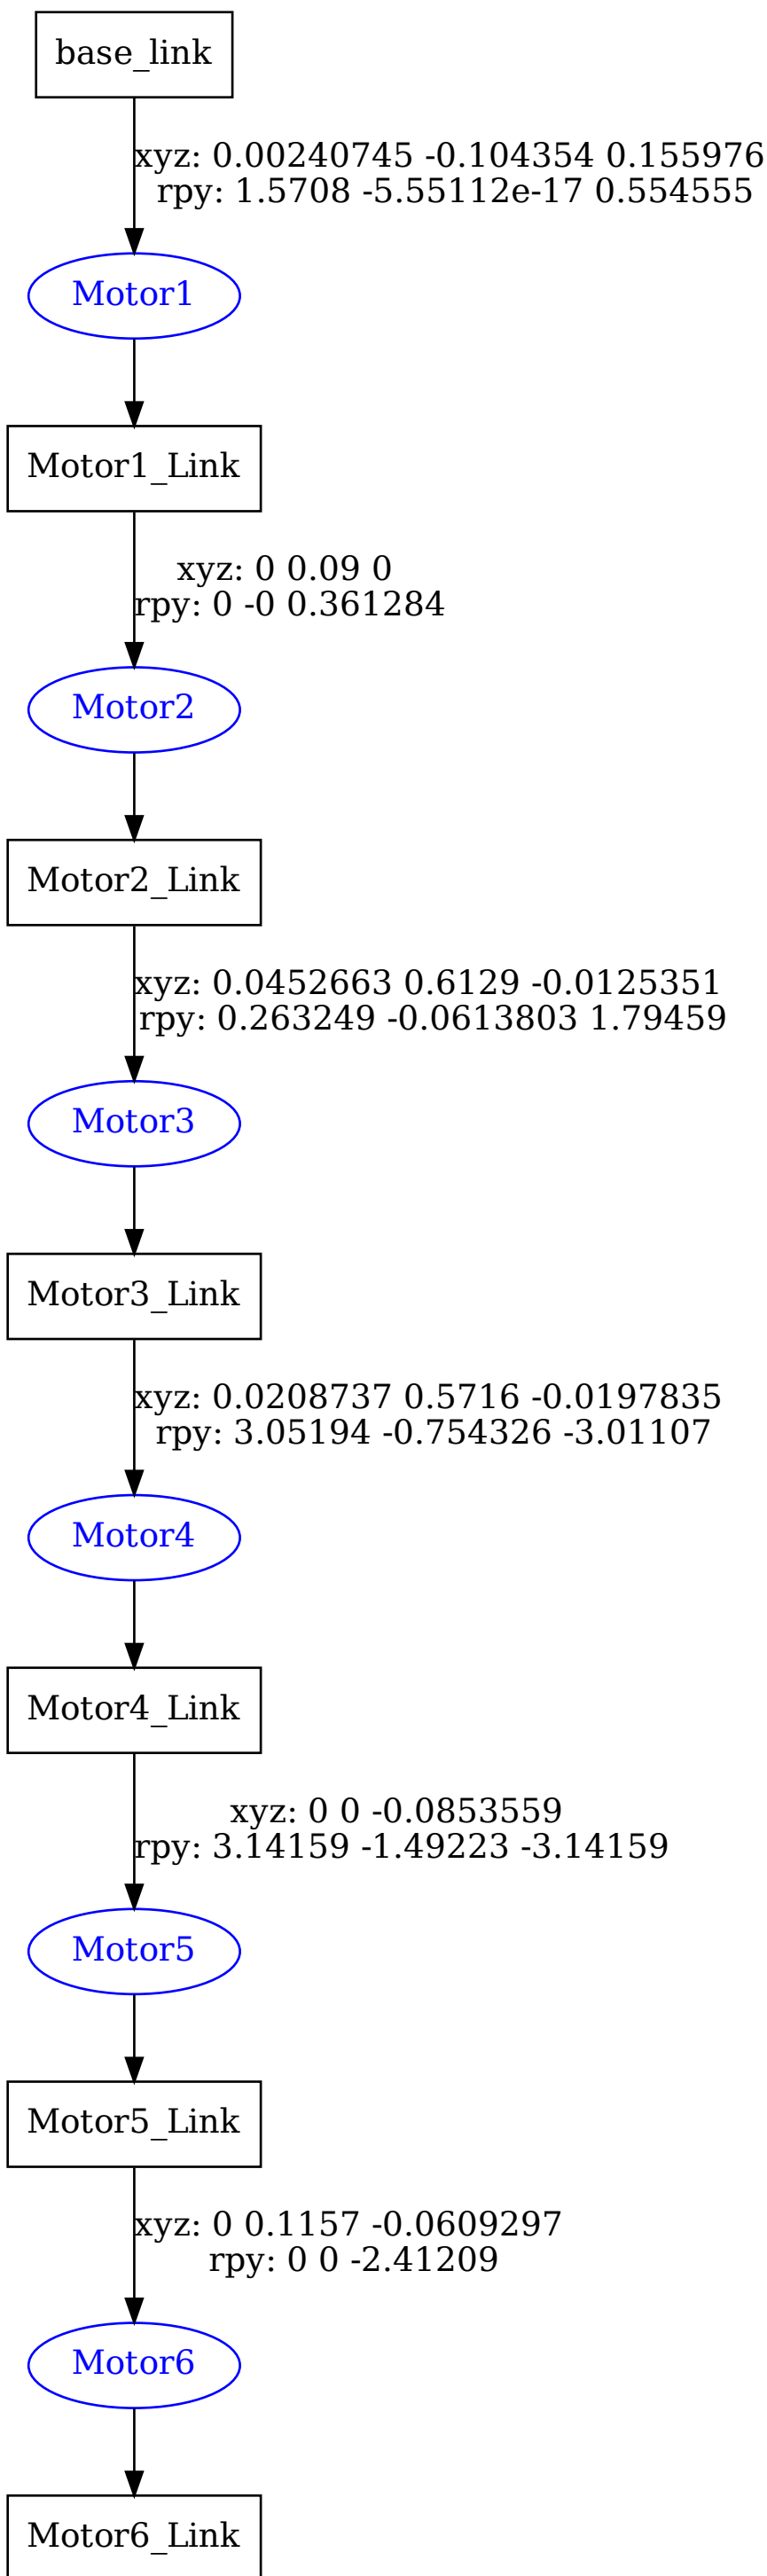 base_link
xyz: 0.00240745 -0.104354 0.155976
rpy: 1.5708 -5.55112e-17 0.554555
Motor1
Motor1_Link
xyz: 0 0.09 0
rpy: 0 -0 0.361284
Motor2
Motor2_Link
xyz: 0.0452663 0.6129 -0.0125351
rpy: 0.263249 -0.0613803 1.79459
Motor3
Motor3_Link
xyz: 0.0208737 0.5716 -0.0197835
rpy: 3.05194 -0.754326 -3.01107
Motor4
Motor4_Link
xyz: 0 0 -0.0853559
rpy: 3.14159 -1.49223 -3.14159
Motor5
Motor5_Link
xyz: 0 0.1157 -0.0609297
rpy: 0 0 -2.41209
Motor6
Motor6_Link